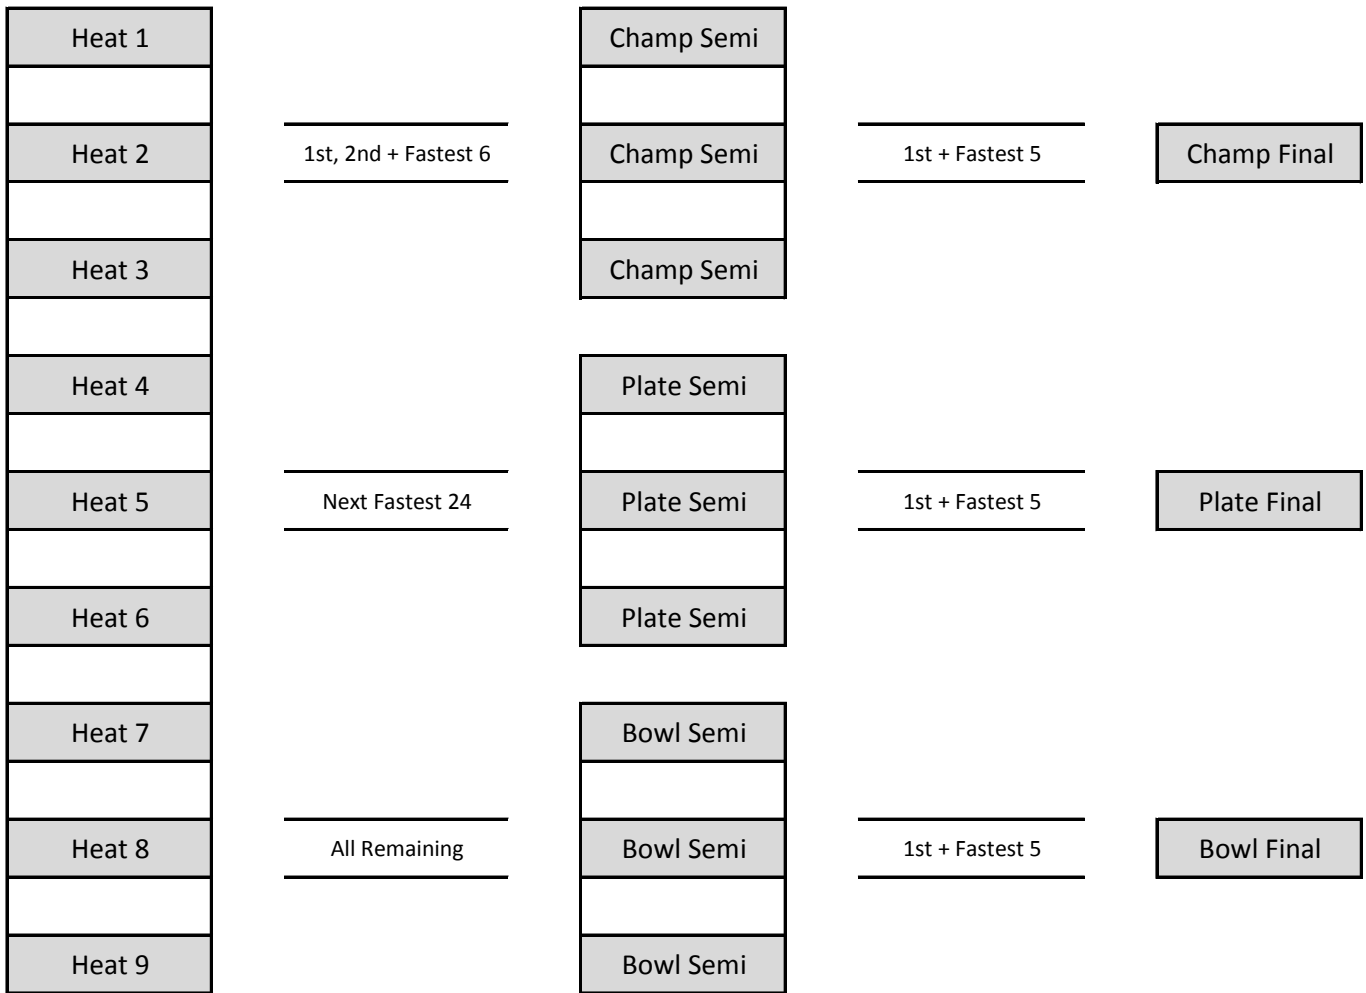 Heat 1
Champ Semi
Heat 2
1st, 2nd + Fastest 6
Champ Semi
1st + Fastest 5
Champ Final
Heat 3
Champ Semi
Heat 4
Plate Semi
Heat 5
Next Fastest 24
Plate Semi
1st + Fastest 5
Plate Final
Heat 6
Plate Semi
Heat 7
Bowl Semi
Heat 8
All Remaining
Bowl Semi
1st + Fastest 5
Bowl Final
Heat 9
Bowl Semi